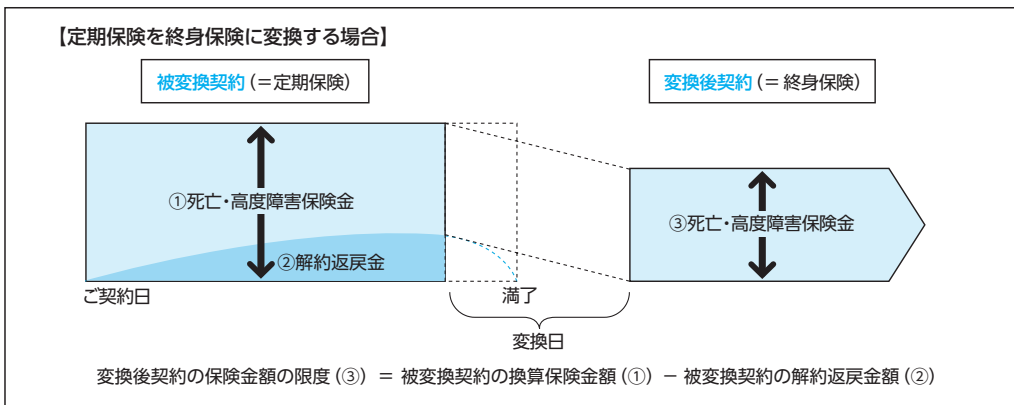 【定期保険を終身保険に変換する場合】
被変換契約（＝定期保険）
変換後契約（＝終身保険）
①死亡・高度障害保険金
②解約返戻金
③死亡・高度障害保険金
ご契約日
満了
変換日
変換後契約の保険金額の限度（③） ＝ 被変換契約の換算保険金額（①） － 被変換契約の解約返戻金額（②）